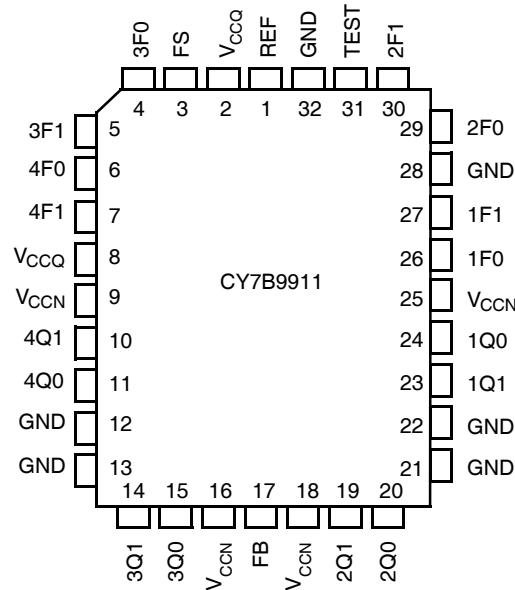 3F0 FS VCCQ REF GND TEST 2F1
4 3 2 1 32 31 30
3F1 5 29 2F0
4F0 6 28 GND
4F1 7 27 1F1
VCCQ 8 26 1F0
CY7B9911
VCCN 9 25 VCCN
4Q1 10 24 1Q0
4Q0 11 23 1Q1
GND 12 22 GND
GND 13 21 GND
14 15 16 17 18 19 20
3Q1 3Q0 VCCN FB VCCN 2Q1 2Q0